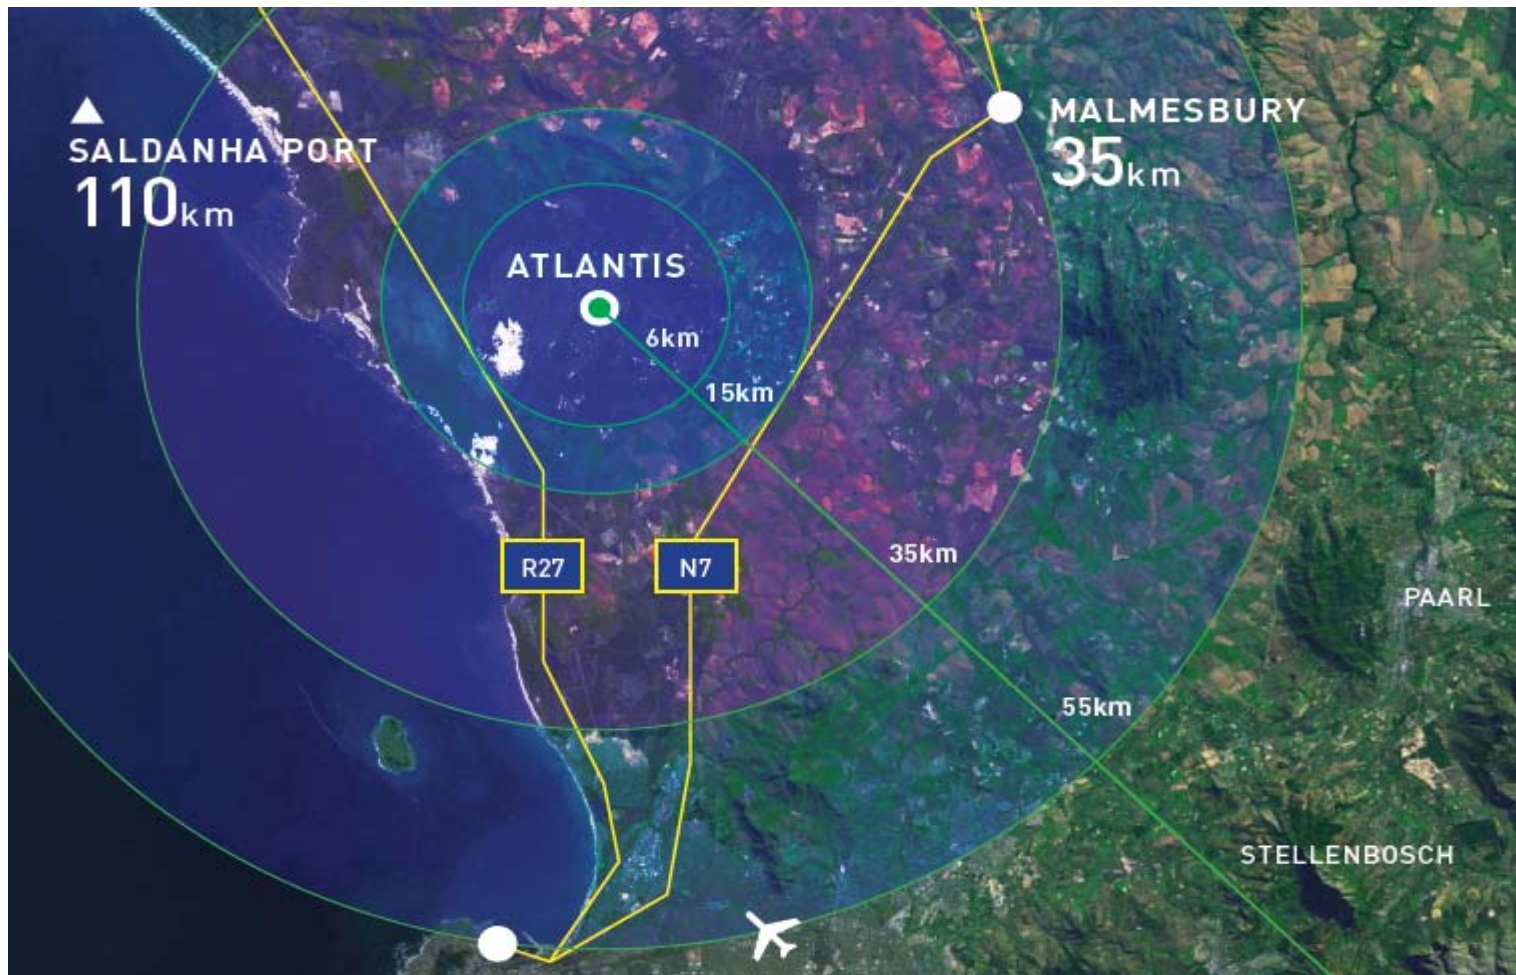 MALMESBURY
35km
SALDANHA PORT
110km
ATLANTIS
6km
15km
35km
R27
N7
PAARL
55km
STELLENBOSCH